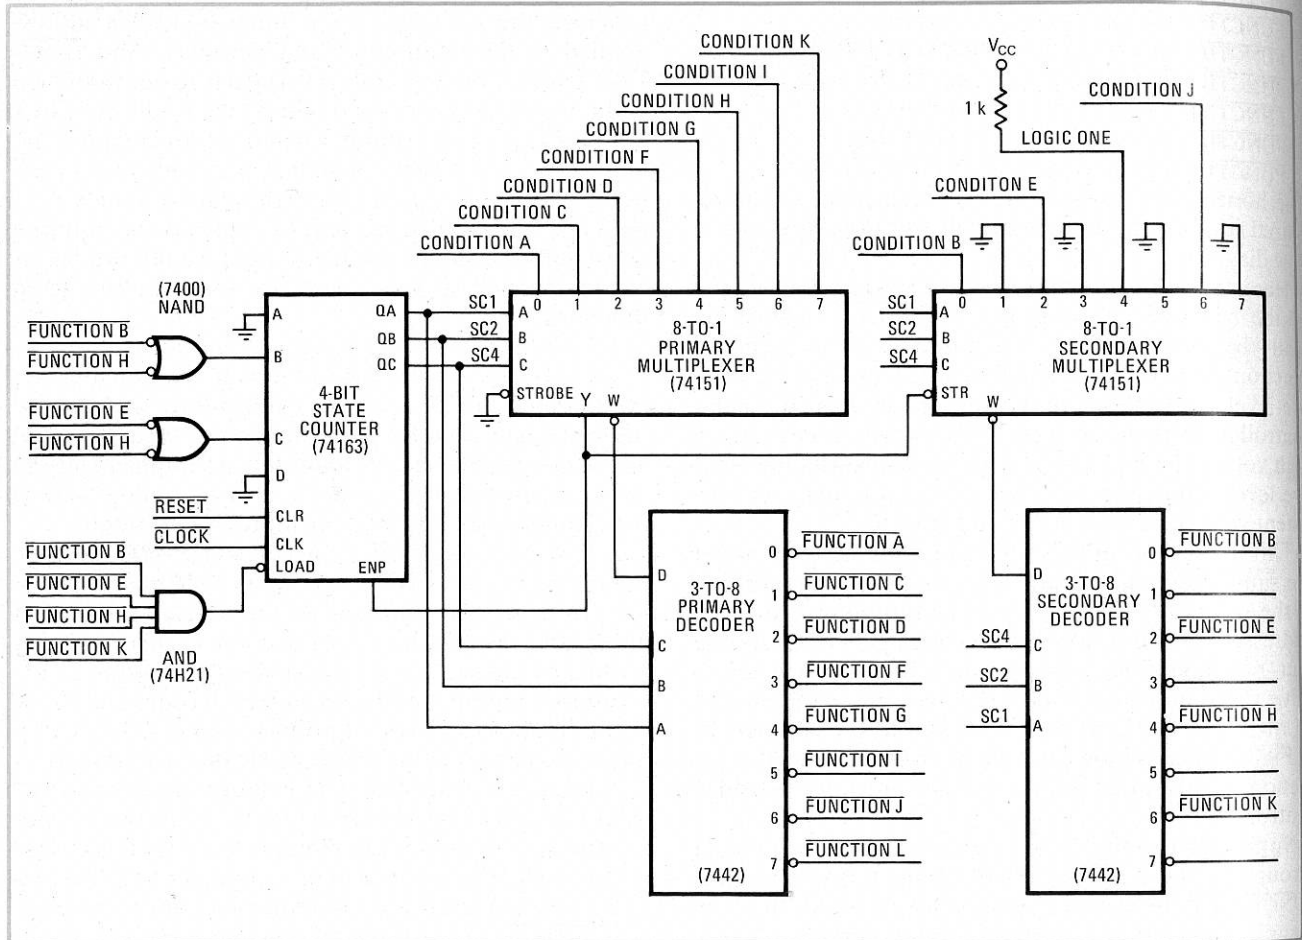 CONDITION K
CONDITION I
CONDITION H
CONDITION G
CONDITION F
CONDITION D
CONDITION C
CONDITION A
VCC
1 k
LOGIC ONE
CONDITION J
CONDITON E
CONDITION B
(7400)
NAND
FUNCTION B
FUNCTION H
FUNCTION E
FUNCTION H
RESET
CLOCK
FUNCTION B
FUNCTION E
FUNCTION H
FUNCTION K
AND
(74H21)
A
B
C
D
CLR
CLK
LOAD
ENP
QA
QB
QC
4-BIT
STATE
COUNTER
(74163)
SC1
SC2
SC4
0 1 2 3 4 5 6 7
A
B
C
STROBE
Y
W
8-TO-1
PRIMARY
MULTIPLEXER
(74151)
SC1
SC2
SC4
0 1 2 3 4 5 6 7
A
B
C
STR
W
8-TO-1
SECONDARY
MULTIPLEXER
(74151)
D
C
B
A
3-TO-8
PRIMARY
DECODER
(7442)
0 FUNCTION A
1 FUNCTION C
2 FUNCTION D
3 FUNCTION F
4 FUNCTION G
5 FUNCTION I
6 FUNCTION J
7 FUNCTION L
SC4
SC2
SC1
D
C
B
A
3-TO-8
SECONDARY
DECODER
(7442)
0 FUNCTION B
1
2 FUNCTION E
3
4 FUNCTION H
5
6 FUNCTION K
7